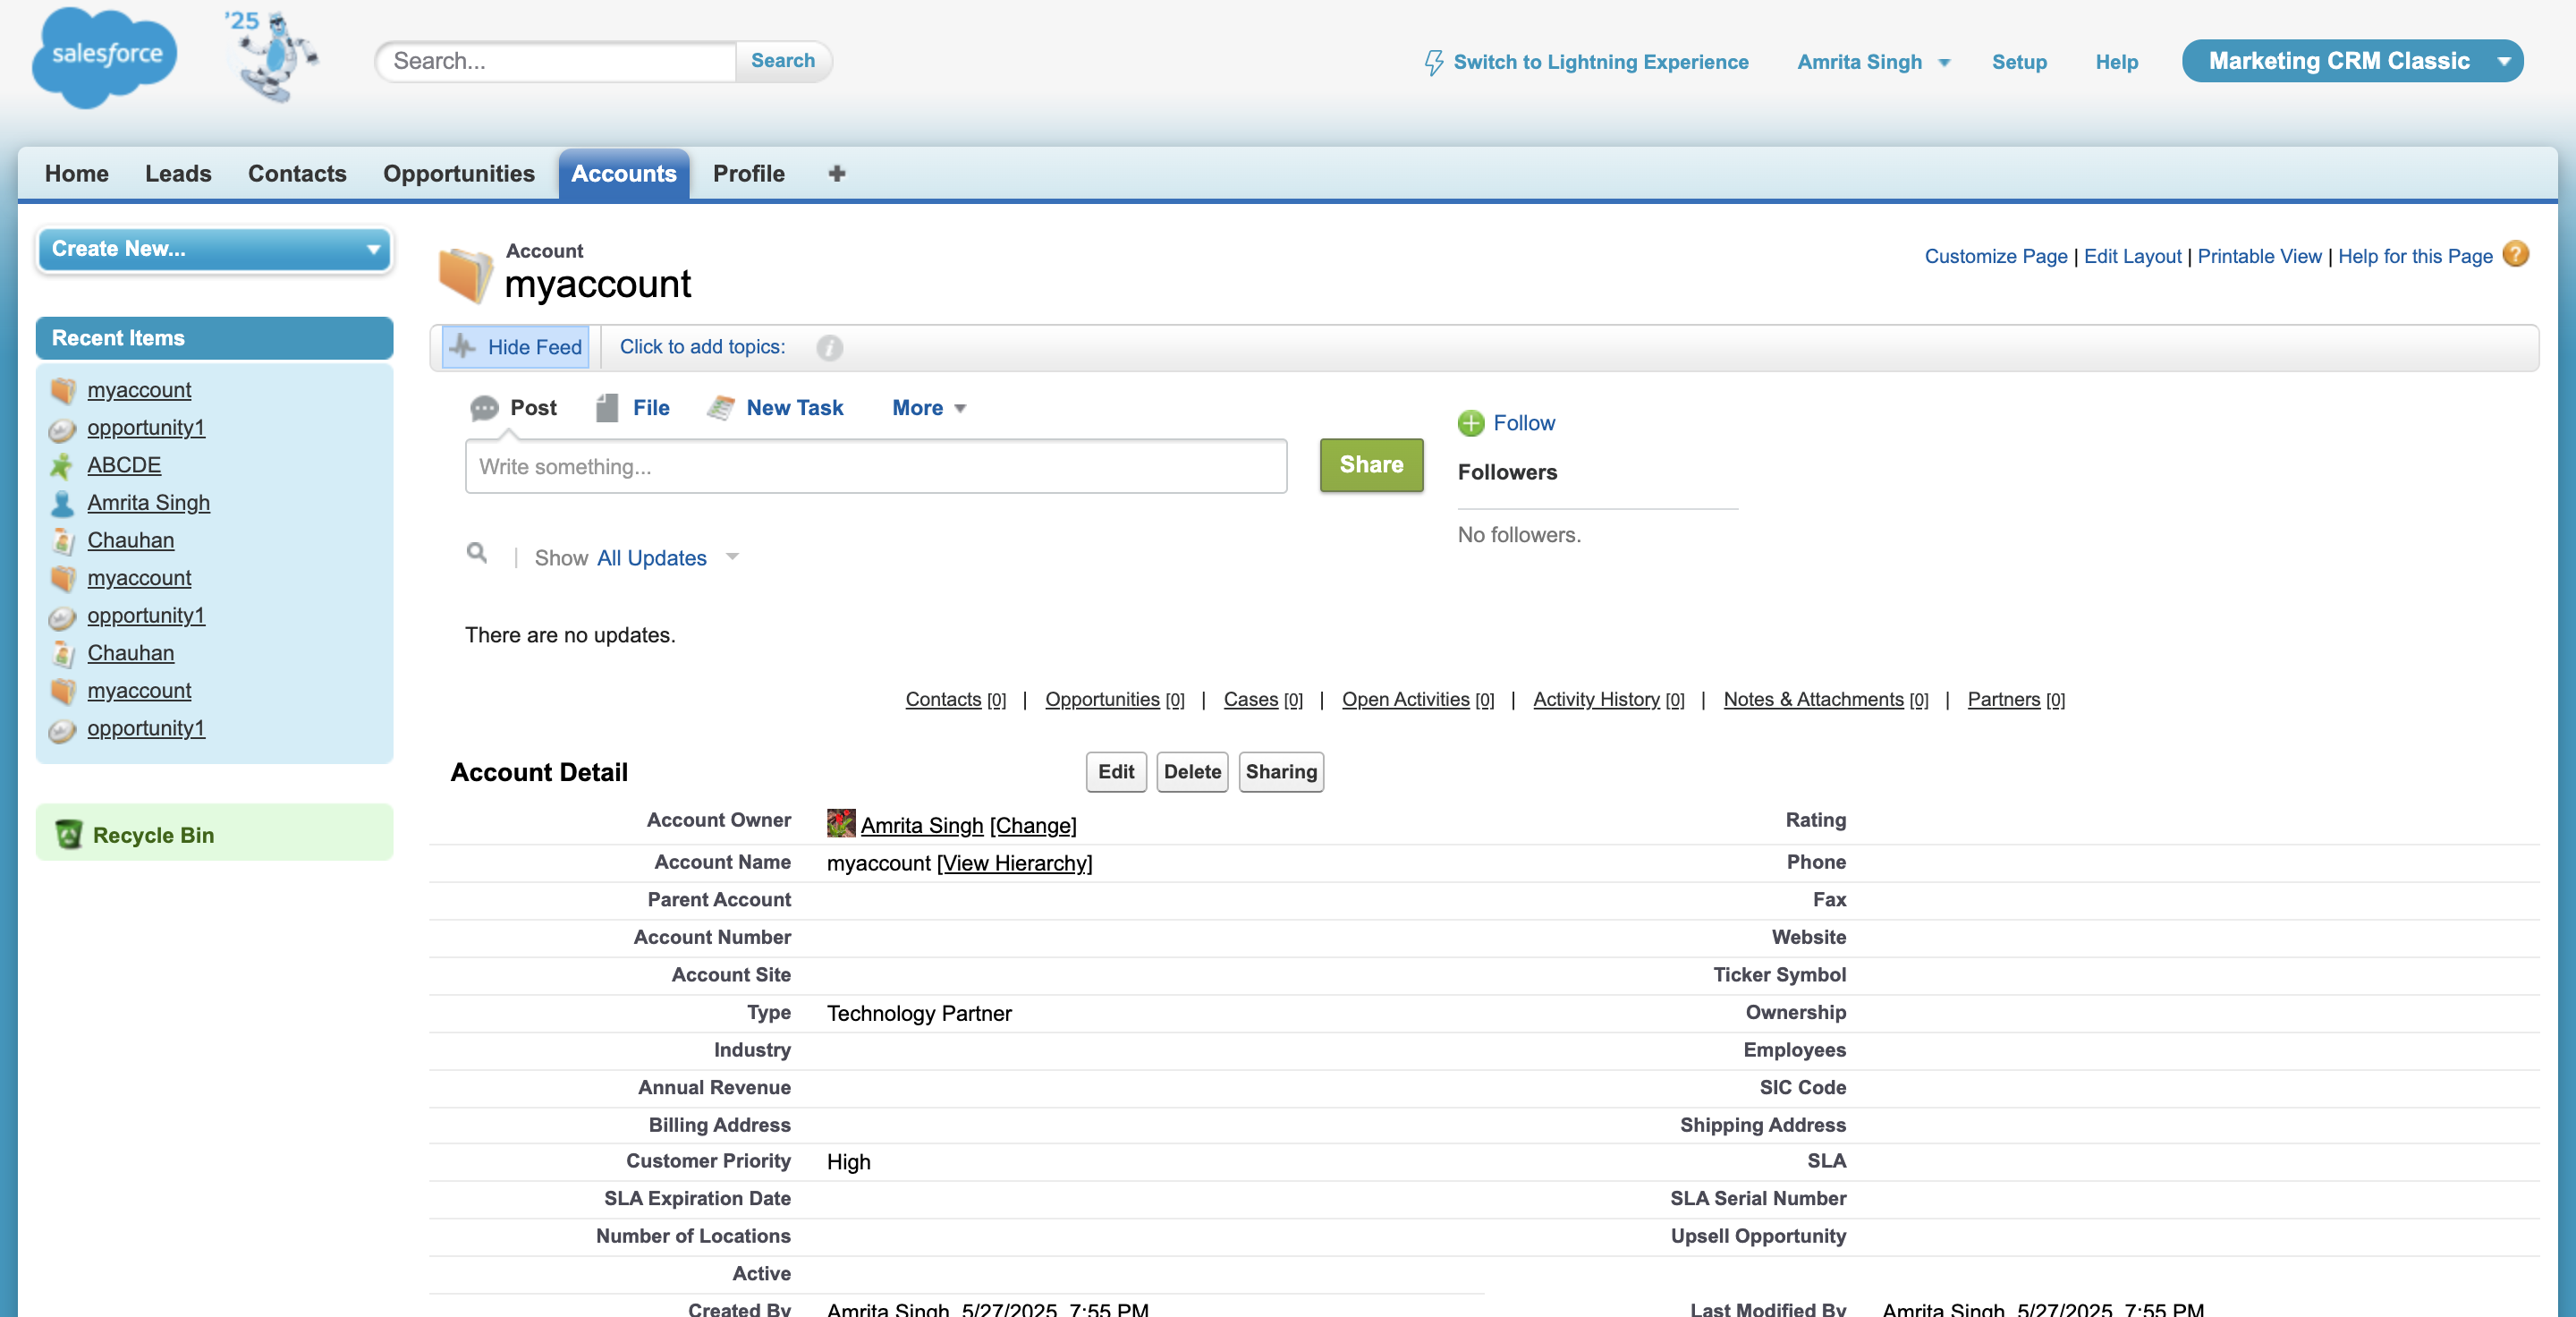 salesforce
'25
Search...
Search
Switch to Lightning Experience
Amrita Singh
Setup
Help
Marketing CRM Classic
Home
Leads
Contacts
Opportunities
Accounts
Profile
Create New...
Recent Items
myaccount
opportunity1
ABCDE
Amrita Singh
Chauhan
myaccount
opportunity1
Chauhan
myaccount
opportunity1
Recycle Bin
Account
myaccount
Customize Page | Edit Layout | Printable View | Help for this Page
Hide Feed
Click to add topics:
Post
File
New Task
More
Write something...
Share
Follow
Followers
No followers.
Show All Updates
There are no updates.
Contacts [0] | Opportunities [0] | Cases [0] | Open Activities [0] | Activity History [0] | Notes & Attachments [0] | Partners [0]
Account Detail
Edit
Delete
Sharing
Account Owner Amrita Singh [Change]
Rating
Account Name myaccount [View Hierarchy]
Phone
Parent Account
Fax
Account Number
Website
Account Site
Ticker Symbol
Type Technology Partner
Ownership
Industry
Employees
Annual Revenue
SIC Code
Billing Address
Shipping Address
Customer Priority High
SLA
SLA Expiration Date
SLA Serial Number
Number of Locations
Upsell Opportunity
Active
Created By Amrita Singh, 5/27/2025, 7:55 PM
Last Modified By Amrita Singh, 5/27/2025, 7:55 PM